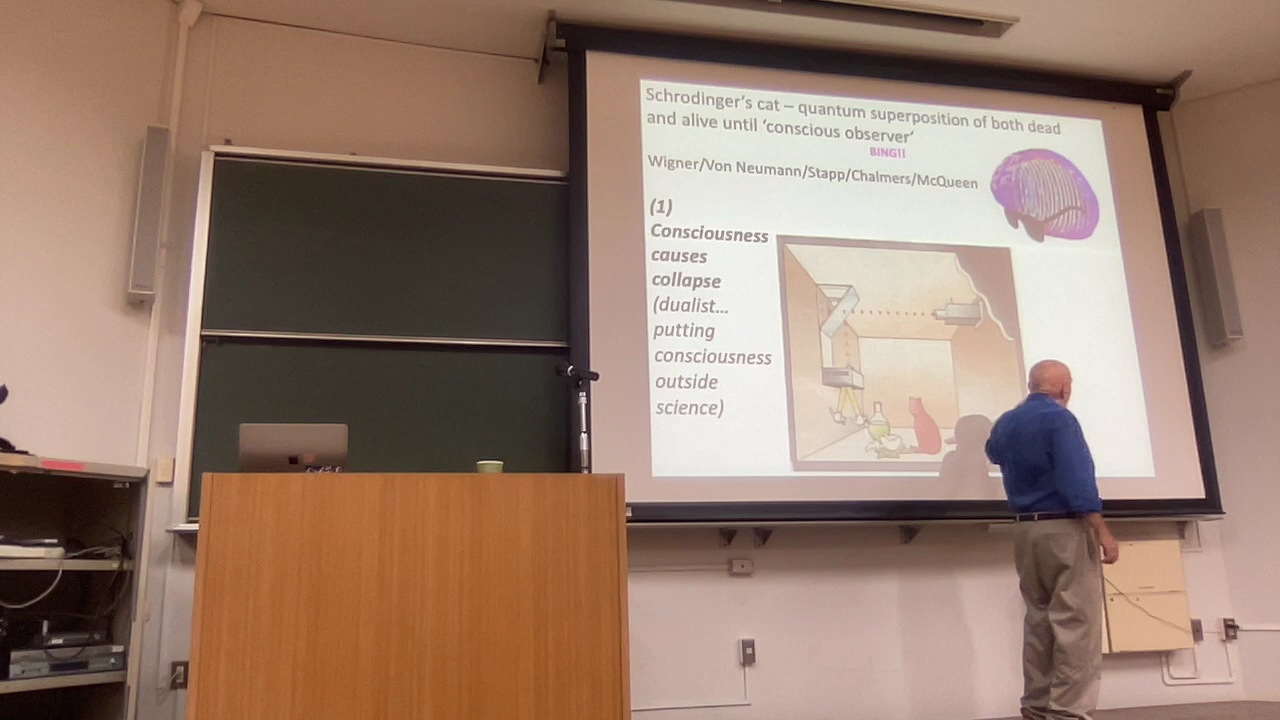 Schrodinger's cat – quantum superposition of both dead
and alive until 'conscious observer'
BING!!
Wigner/Von Neumann/Stapp/Chalmers/McQueen
(1)
Consciousness
causes
collapse
(dualist...
putting
consciousness
outside
science)